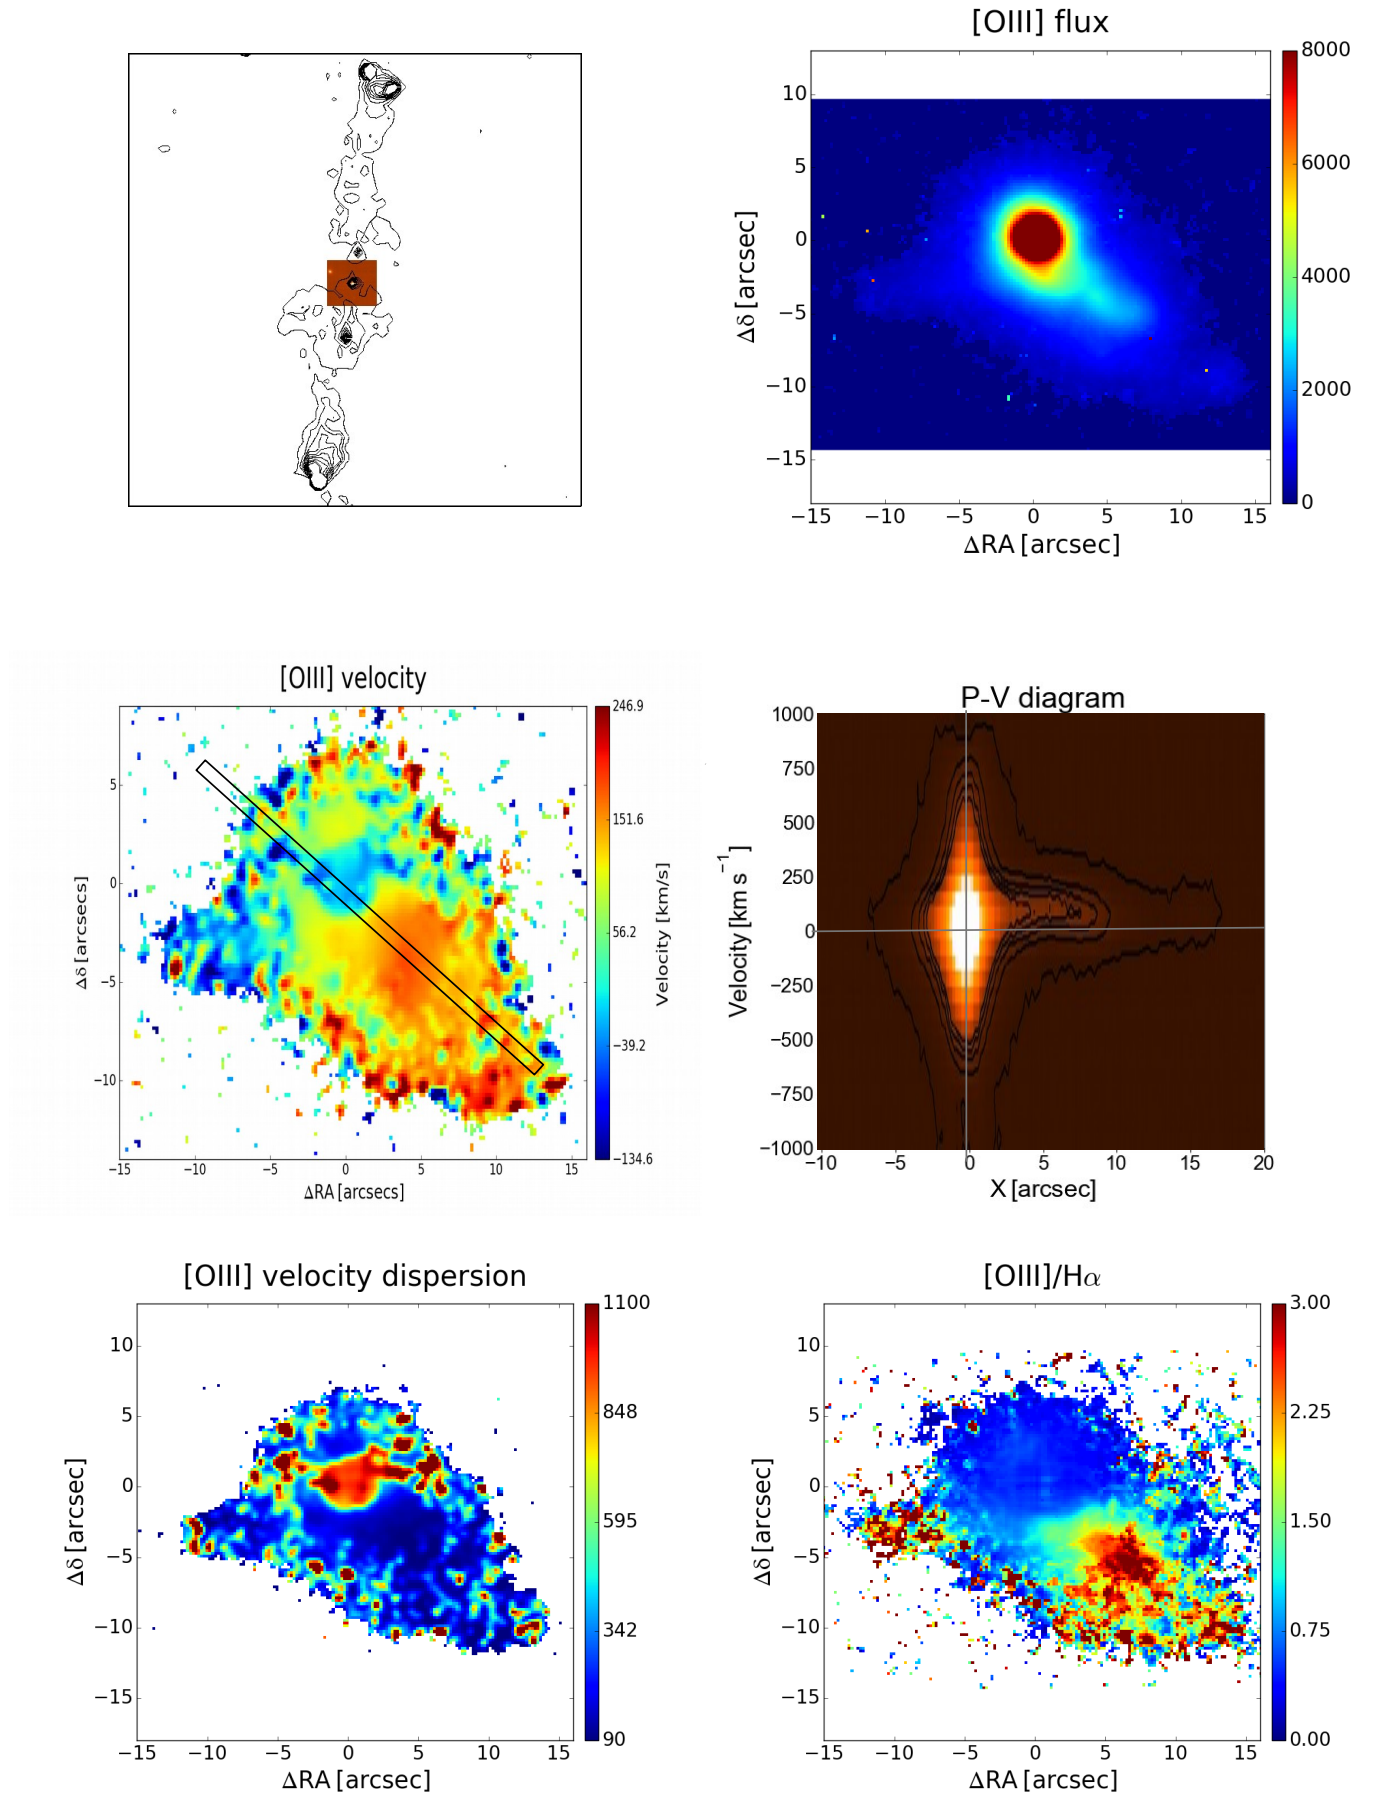 [OIII] flux
Δδ [arcsec]
10
5
0
−5
−10
−15
−15 −10 −5 0 5 10 15
ΔRA [arcsec]
8000
6000
4000
2000
0
[OIII] velocity
Δδ [arcsecs]
5
0
−5
−10
−15 −10 −5 0 5 10 15
ΔRA [arcsecs]
246.9
151.6
56.2
−39.2
−134.6
Velocity [km/s]
P-V diagram
Velocity [km s⁻¹]
1000
750
500
250
0
−250
−500
−750
−1000
−10 −5 0 5 10 15 20
X [arcsec]
[OIII] velocity dispersion
Δδ [arcsec]
10
5
0
−5
−10
−15
−15 −10 −5 0 5 10 15
ΔRA [arcsec]
1100
848
595
342
90
[OIII]/Hα
Δδ [arcsec]
10
5
0
−5
−10
−15
−15 −10 −5 0 5 10 15
ΔRA [arcsec]
3.00
2.25
1.50
0.75
0.00